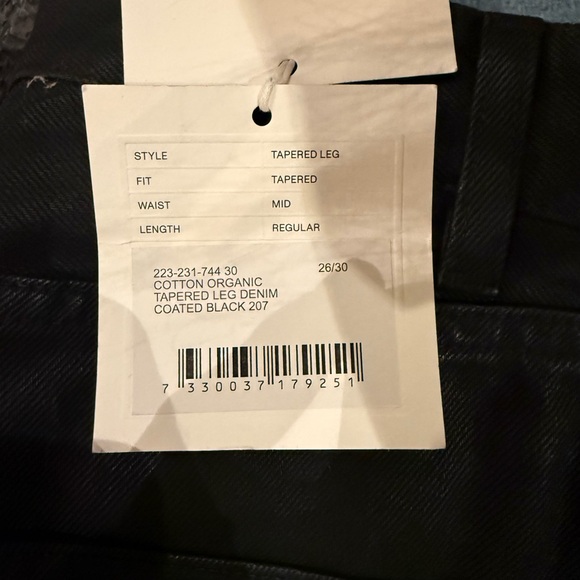 STYLE TAPERED LEG
FIT TAPERED
WAIST MID
LENGTH REGULAR
223-231-744 30 26/30
COTTON ORGANIC
TAPERED LEG DENIM
COATED BLACK 207
7 330037 179251